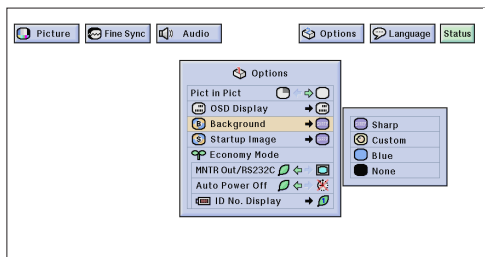 Picture Fine Sync Audio Options Language Status
Options
Pict in Pict
OSD Display
B Background
S Startup Image
Economy Mode
MNTR Out/RS232C
Auto Power Off
ID No. Display 1
Sharp
Custom
Blue
None